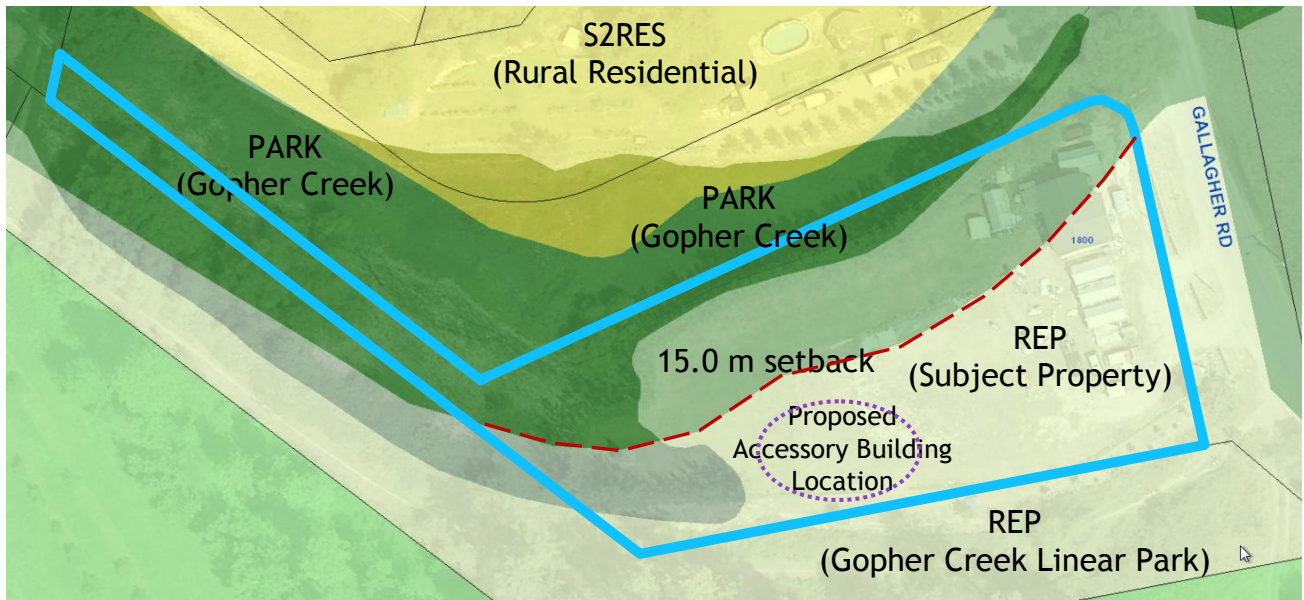 S2RES
(Rural Residential)
PARK
(Gopher Creek)
PARK
(Gopher Creek)
GALLAGHER RD
1800
15.0 m setback
REP
(Subject Property)
Proposed
Accessory Building
Location
REP
(Gopher Creek Linear Park)